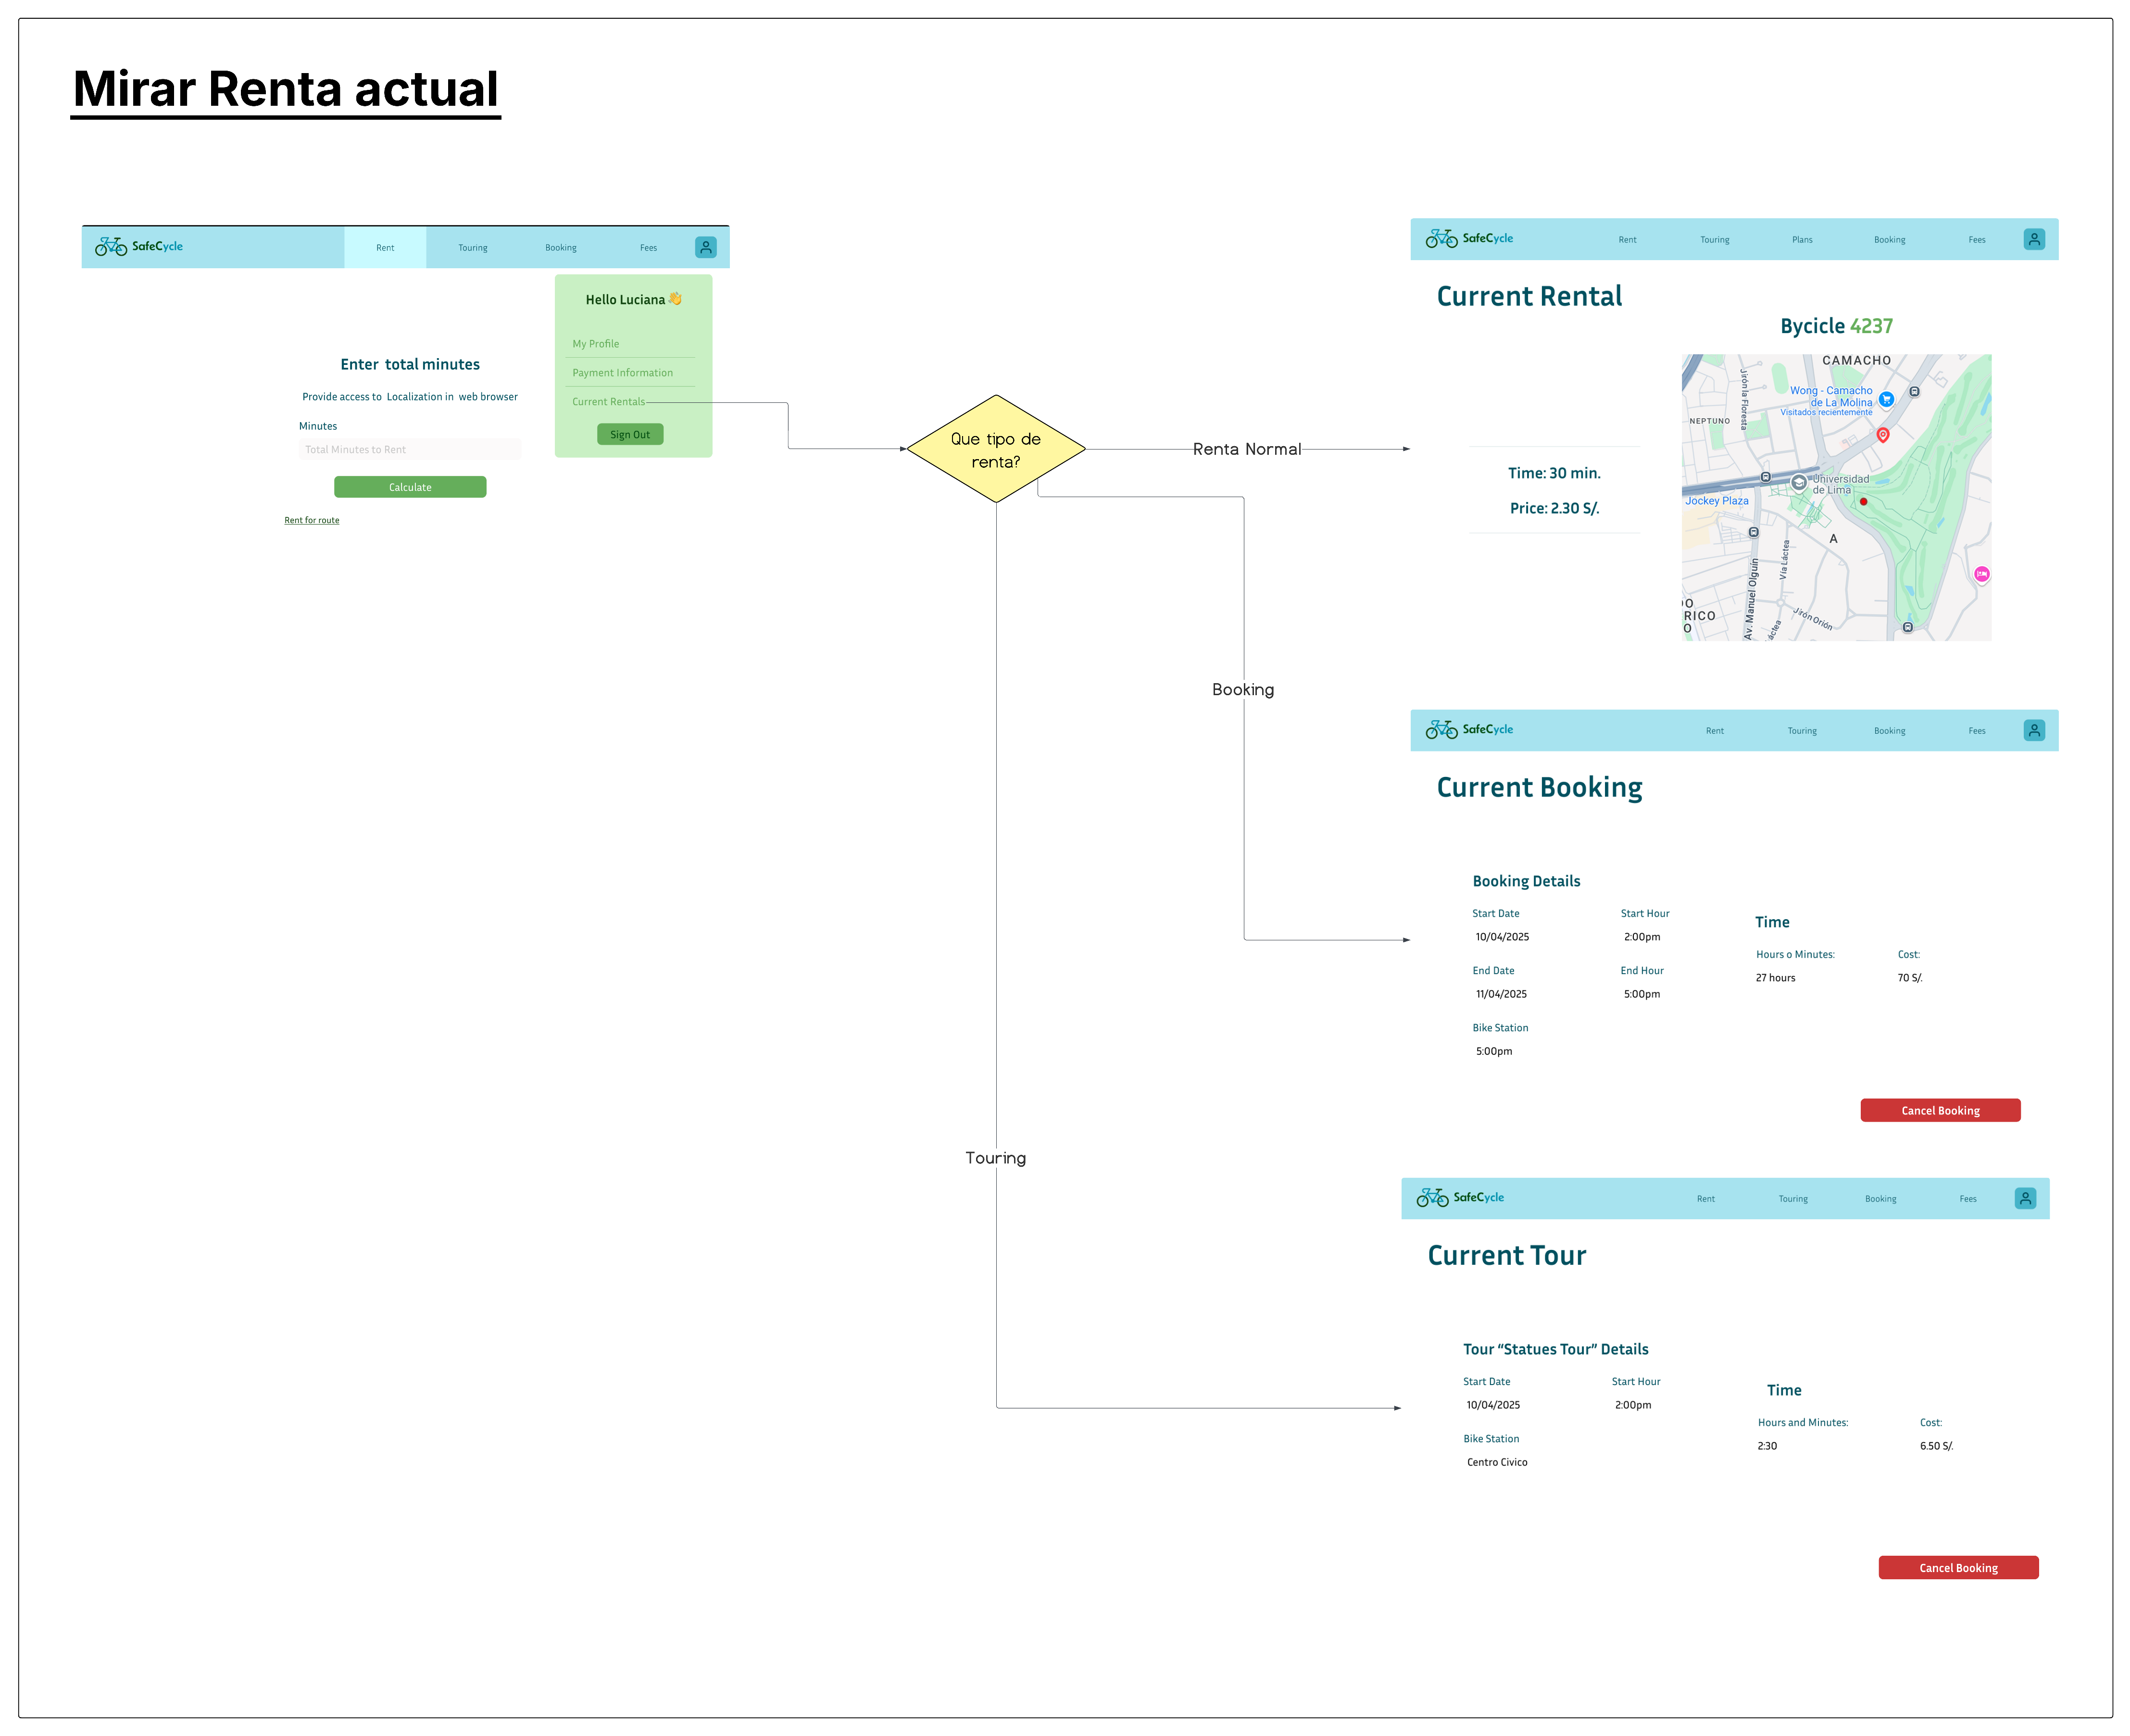 Mirar Renta actual
SafeCycle
Rent
Touring
Booking
Fees
Hello Luciana 👋
My Profile
Payment Information
Current Rentals
Sign Out
Enter total minutes
Provide access to Localization in web browser
Minutes
Total Minutes to Rent
Calculate
Rent for route
Que tipo de
renta?
Renta Normal
Booking
Touring
SafeCycle
Rent
Touring
Plans
Booking
Fees
Current Rental
Bycicle 4237
Time: 30 min.
Price: 2.30 S/.
CAMACHO
Jirón la Floresta
Wong - Camacho
de La Molina
Visitados recientemente
NEPTUNO
Universidad
de Lima
Jockey Plaza
A
Vía Láctea
Av. Manuel Olguin
Jirón Orión
áctea
O
RICO
O
SafeCycle
Rent
Touring
Booking
Fees
Current Booking
Booking Details
Start Date
Start Hour
10/04/2025
2:00pm
End Date
End Hour
11/04/2025
5:00pm
Bike Station
5:00pm
Time
Hours o Minutes:
Cost:
27 hours
70 S/.
Cancel Booking
SafeCycle
Rent
Touring
Booking
Fees
Current Tour
Tour “Statues Tour” Details
Start Date
Start Hour
10/04/2025
2:00pm
Bike Station
Centro Civico
Time
Hours and Minutes:
Cost:
2:30
6.50 S/.
Cancel Booking